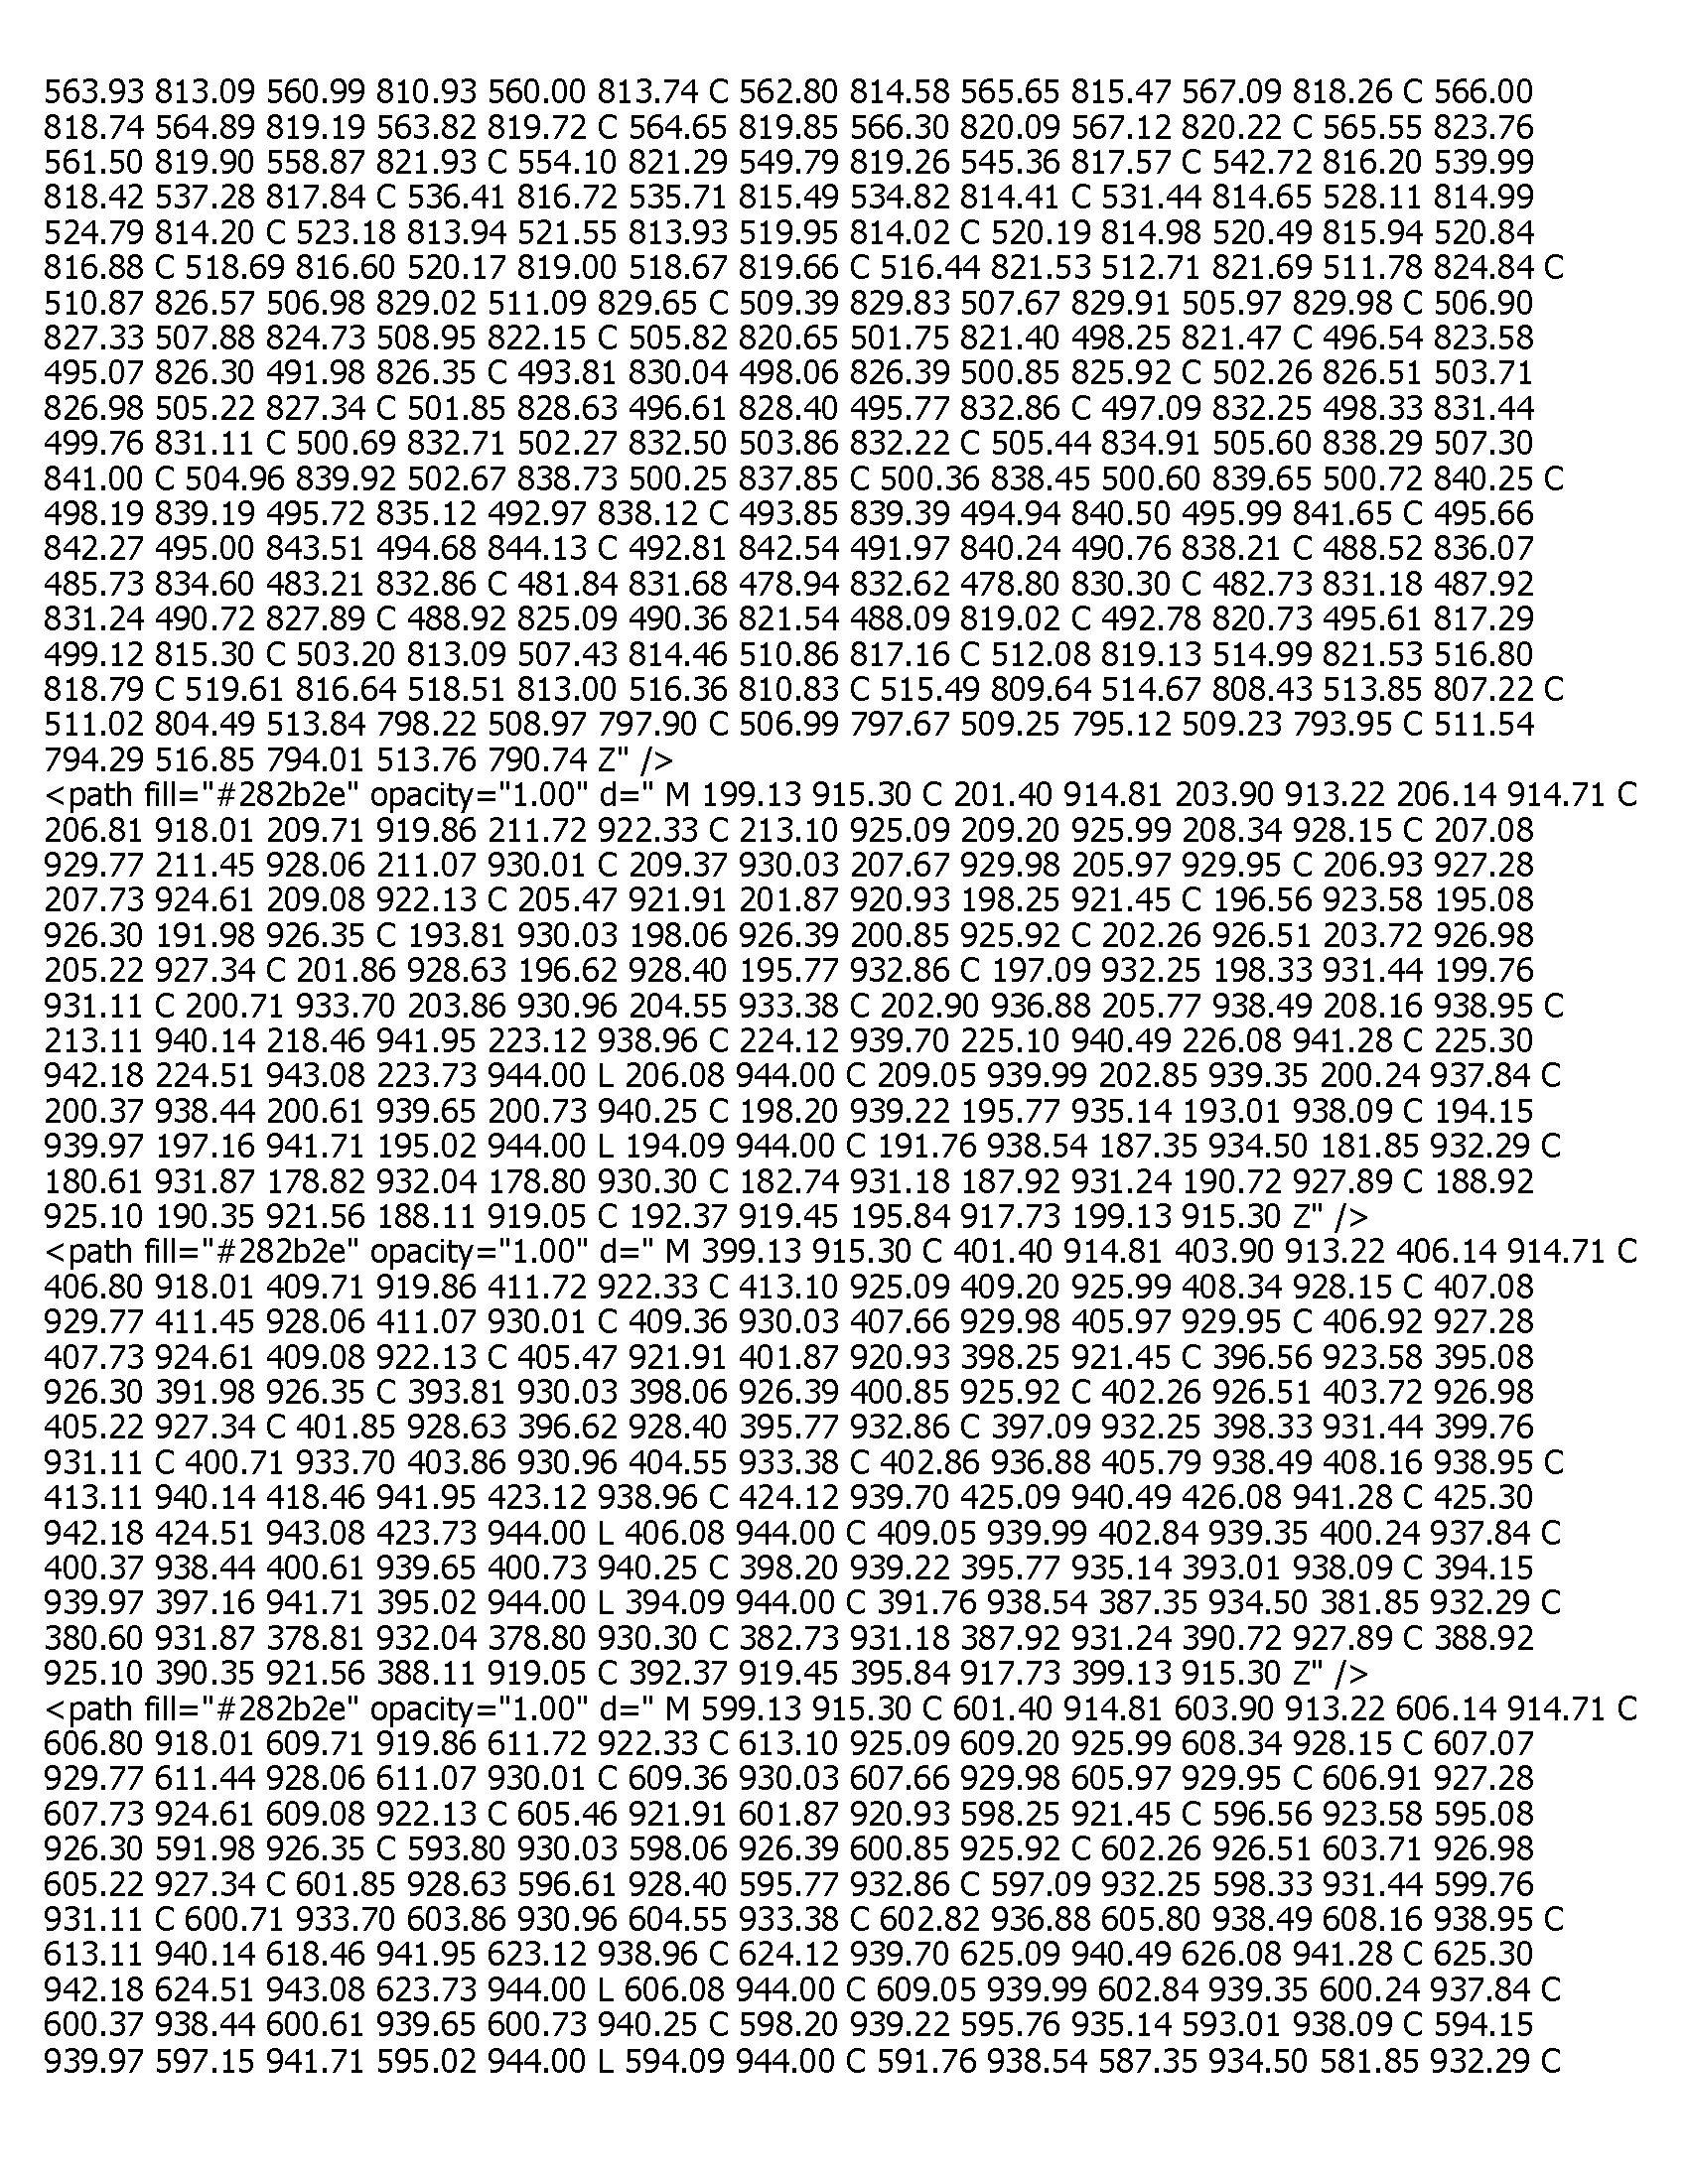 563.93 813.09 560.99 810.93 560.00 813.74 C 562.80 814.58 565.65 815.47 567.09 818.26 C 566.00
818.74 564.89 819.19 563.82 819.72 C 564.65 819.85 566.30 820.09 567.12 820.22 C 565.55 823.76
561.50 819.90 558.87 821.93 C 554.10 821.29 549.79 819.26 545.36 817.57 C 542.72 816.20 539.99
818.42 537.28 817.84 C 536.41 816.72 535.71 815.49 534.82 814.41 C 531.44 814.65 528.11 814.99
524.79 814.20 C 523.18 813.94 521.55 813.93 519.95 814.02 C 520.19 814.98 520.49 815.94 520.84
816.88 C 518.69 816.60 520.17 819.00 518.67 819.66 C 516.44 821.53 512.71 821.69 511.78 824.84 C
510.87 826.57 506.98 829.02 511.09 829.65 C 509.39 829.83 507.67 829.91 505.97 829.98 C 506.90
827.33 507.88 824.73 508.95 822.15 C 505.82 820.65 501.75 821.40 498.25 821.47 C 496.54 823.58
495.07 826.30 491.98 826.35 C 493.81 830.04 498.06 826.39 500.85 825.92 C 502.26 826.51 503.71
826.98 505.22 827.34 C 501.85 828.63 496.61 828.40 495.77 832.86 C 497.09 832.25 498.33 831.44
499.76 831.11 C 500.69 832.71 502.27 832.50 503.86 832.22 C 505.44 834.91 505.60 838.29 507.30
841.00 C 504.96 839.92 502.67 838.73 500.25 837.85 C 500.36 838.45 500.60 839.65 500.72 840.25 C
498.19 839.19 495.72 835.12 492.97 838.12 C 493.85 839.39 494.94 840.50 495.99 841.65 C 495.66
842.27 495.00 843.51 494.68 844.13 C 492.81 842.54 491.97 840.24 490.76 838.21 C 488.52 836.07
485.73 834.60 483.21 832.86 C 481.84 831.68 478.94 832.62 478.80 830.30 C 482.73 831.18 487.92
831.24 490.72 827.89 C 488.92 825.09 490.36 821.54 488.09 819.02 C 492.78 820.73 495.61 817.29
499.12 815.30 C 503.20 813.09 507.43 814.46 510.86 817.16 C 512.08 819.13 514.99 821.53 516.80
818.79 C 519.61 816.64 518.51 813.00 516.36 810.83 C 515.49 809.64 514.67 808.43 513.85 807.22 C
511.02 804.49 513.84 798.22 508.97 797.90 C 506.99 797.67 509.25 795.12 509.23 793.95 C 511.54
794.29 516.85 794.01 513.76 790.74 Z" />
<path fill="#282b2e" opacity="1.00" d=" M 199.13 915.30 C 201.40 914.81 203.90 913.22 206.14 914.71 C
206.81 918.01 209.71 919.86 211.72 922.33 C 213.10 925.09 209.20 925.99 208.34 928.15 C 207.08
929.77 211.45 928.06 211.07 930.01 C 209.37 930.03 207.67 929.98 205.97 929.95 C 206.93 927.28
207.73 924.61 209.08 922.13 C 205.47 921.91 201.87 920.93 198.25 921.45 C 196.56 923.58 195.08
926.30 191.98 926.35 C 193.81 930.03 198.06 926.39 200.85 925.92 C 202.26 926.51 203.72 926.98
205.22 927.34 C 201.86 928.63 196.62 928.40 195.77 932.86 C 197.09 932.25 198.33 931.44 199.76
931.11 C 200.71 933.70 203.86 930.96 204.55 933.38 C 202.90 936.88 205.77 938.49 208.16 938.95 C
213.11 940.14 218.46 941.95 223.12 938.96 C 224.12 939.70 225.10 940.49 226.08 941.28 C 225.30
942.18 224.51 943.08 223.73 944.00 L 206.08 944.00 C 209.05 939.99 202.85 939.35 200.24 937.84 C
200.37 938.44 200.61 939.65 200.73 940.25 C 198.20 939.22 195.77 935.14 193.01 938.09 C 194.15
939.97 197.16 941.71 195.02 944.00 L 194.09 944.00 C 191.76 938.54 187.35 934.50 181.85 932.29 C
180.61 931.87 178.82 932.04 178.80 930.30 C 182.74 931.18 187.92 931.24 190.72 927.89 C 188.92
925.10 190.35 921.56 188.11 919.05 C 192.37 919.45 195.84 917.73 199.13 915.30 Z" />
<path fill="#282b2e" opacity="1.00" d=" M 399.13 915.30 C 401.40 914.81 403.90 913.22 406.14 914.71 C
406.80 918.01 409.71 919.86 411.72 922.33 C 413.10 925.09 409.20 925.99 408.34 928.15 C 407.08
929.77 411.45 928.06 411.07 930.01 C 409.36 930.03 407.66 929.98 405.97 929.95 C 406.92 927.28
407.73 924.61 409.08 922.13 C 405.47 921.91 401.87 920.93 398.25 921.45 C 396.56 923.58 395.08
926.30 391.98 926.35 C 393.81 930.03 398.06 926.39 400.85 925.92 C 402.26 926.51 403.72 926.98
405.22 927.34 C 401.85 928.63 396.62 928.40 395.77 932.86 C 397.09 932.25 398.33 931.44 399.76
931.11 C 400.71 933.70 403.86 930.96 404.55 933.38 C 402.86 936.88 405.79 938.49 408.16 938.95 C
413.11 940.14 418.46 941.95 423.12 938.96 C 424.12 939.70 425.09 940.49 426.08 941.28 C 425.30
942.18 424.51 943.08 423.73 944.00 L 406.08 944.00 C 409.05 939.99 402.84 939.35 400.24 937.84 C
400.37 938.44 400.61 939.65 400.73 940.25 C 398.20 939.22 395.77 935.14 393.01 938.09 C 394.15
939.97 397.16 941.71 395.02 944.00 L 394.09 944.00 C 391.76 938.54 387.35 934.50 381.85 932.29 C
380.60 931.87 378.81 932.04 378.80 930.30 C 382.73 931.18 387.92 931.24 390.72 927.89 C 388.92
925.10 390.35 921.56 388.11 919.05 C 392.37 919.45 395.84 917.73 399.13 915.30 Z" />
<path fill="#282b2e" opacity="1.00" d=" M 599.13 915.30 C 601.40 914.81 603.90 913.22 606.14 914.71 C
606.80 918.01 609.71 919.86 611.72 922.33 C 613.10 925.09 609.20 925.99 608.34 928.15 C 607.07
929.77 611.44 928.06 611.07 930.01 C 609.36 930.03 607.66 929.98 605.97 929.95 C 606.91 927.28
607.73 924.61 609.08 922.13 C 605.46 921.91 601.87 920.93 598.25 921.45 C 596.56 923.58 595.08
926.30 591.98 926.35 C 593.80 930.03 598.06 926.39 600.85 925.92 C 602.26 926.51 603.71 926.98
605.22 927.34 C 601.85 928.63 596.61 928.40 595.77 932.86 C 597.09 932.25 598.33 931.44 599.76
931.11 C 600.71 933.70 603.86 930.96 604.55 933.38 C 602.82 936.88 605.80 938.49 608.16 938.95 C
613.11 940.14 618.46 941.95 623.12 938.96 C 624.12 939.70 625.09 940.49 626.08 941.28 C 625.30
942.18 624.51 943.08 623.73 944.00 L 606.08 944.00 C 609.05 939.99 602.84 939.35 600.24 937.84 C
600.37 938.44 600.61 939.65 600.73 940.25 C 598.20 939.22 595.76 935.14 593.01 938.09 C 594.15
939.97 597.15 941.71 595.02 944.00 L 594.09 944.00 C 591.76 938.54 587.35 934.50 581.85 932.29 C